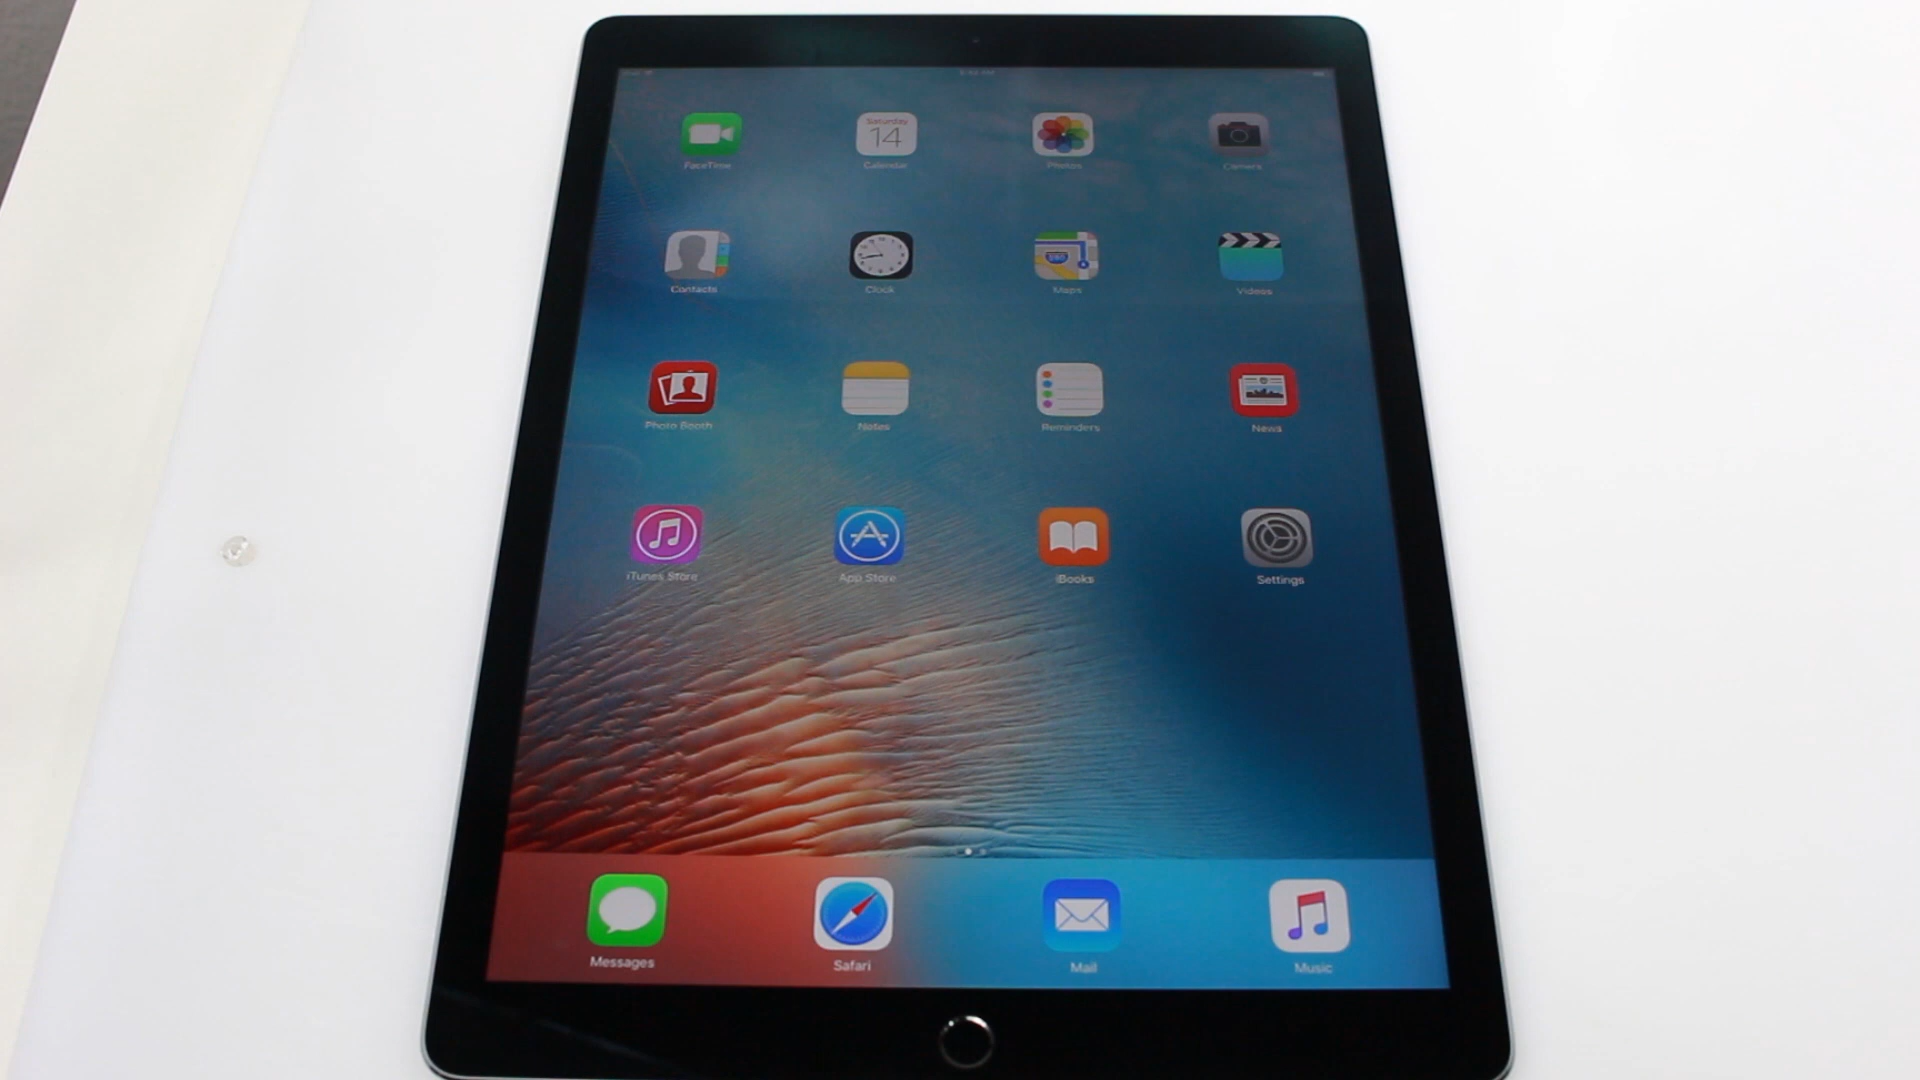 Saturday
14
FaceTime
Calendar
Photos
Camera
Contacts
Clock
Maps
Videos
Photo Booth
Notes
Reminders
News
iTunes Store
App Store
iBooks
Settings
Messages
Safari
Mail
Music